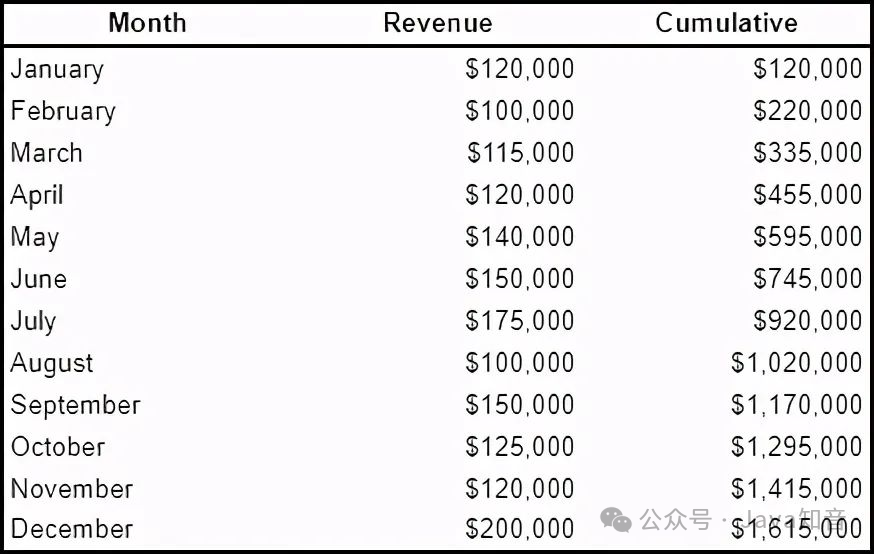 Month Revenue Cumulative
January $120,000 $120,000
February $100,000 $220,000
March $115,000 $335,000
April $120,000 $455,000
May $140,000 $595,000
June $150,000 $745,000
July $175,000 $920,000
August $100,000 $1,020,000
September $150,000 $1,170,000
October $125,000 $1,295,000
November $120,000 $1,415,000
December $200,000 $1,615,000
公众号 · Java知音